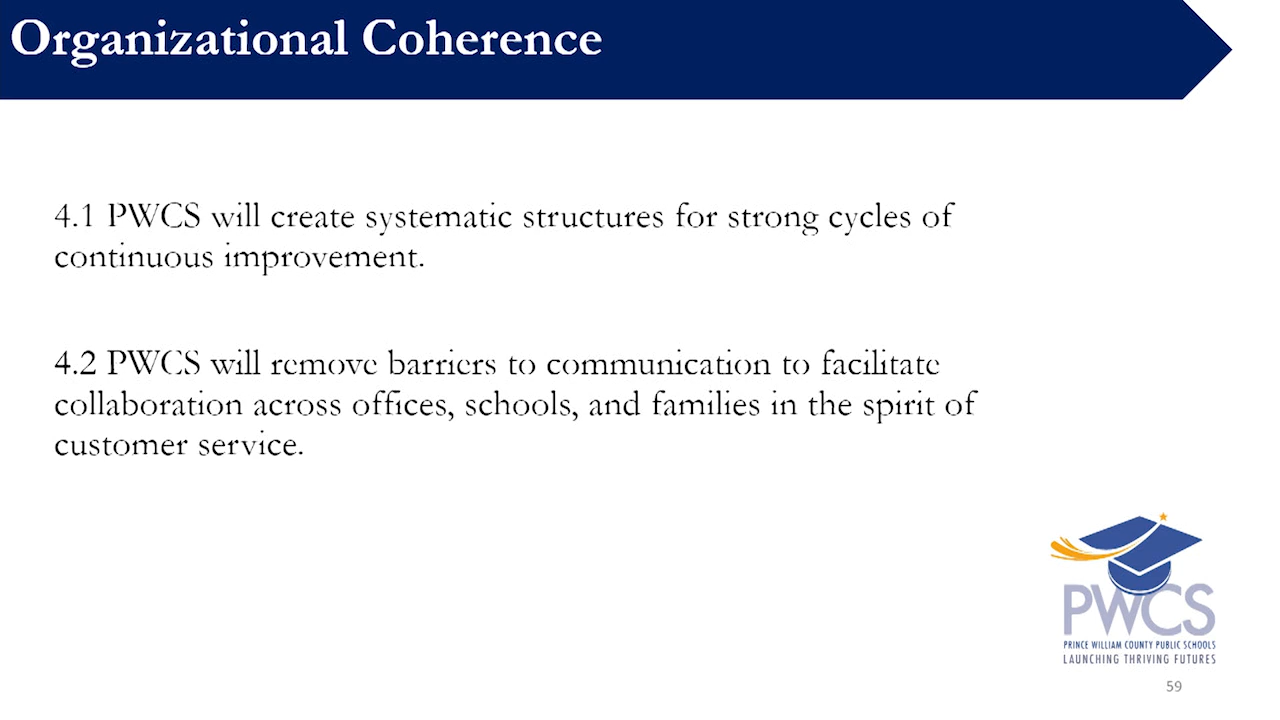 Organizational Coherence
4.1 PWCS will create systematic structures for strong cycles of
continuous improvement.
4.2 PWCS will remove barriers to communication to facilitate
collaboration across offices, schools, and families in the spirit of
customer service.
PWCS
PRINCE WILLIAM COUNTY PUBLIC SCHOOLS
LAUNCHING THRIVING FUTURES
59